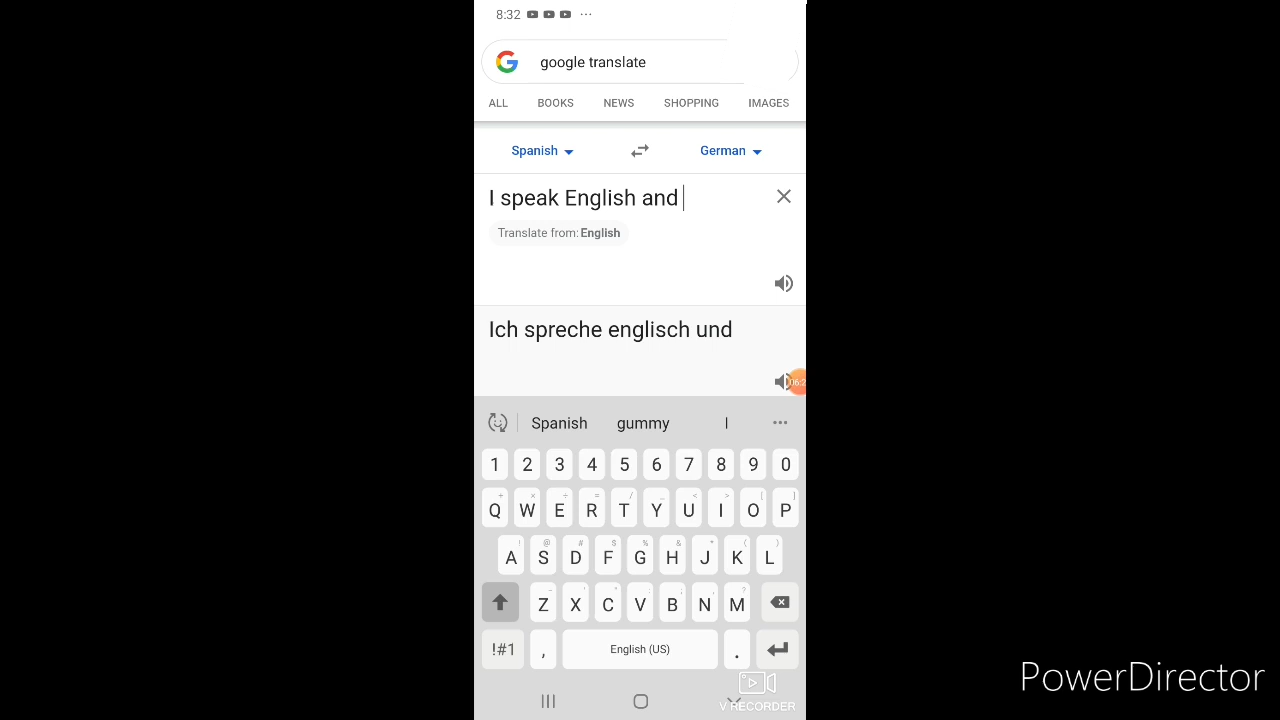 8:32 ...
google translate
ALL BOOKS NEWS SHOPPING IMAGES
Spanish German
I speak English and
Translate from: English
Ich spreche englisch und
06:2
Spanish gummy I ...
1 2 3 4 5 6 7 8 9 0
+ × ÷ = / _ < > [ ]
Q W E R T Y U I O P
! @ # $ % ^ & * ( )
A S D F G H J K L
- ' " : ; , ?
Z X C V B N M
!#1 , English (US) .
V RECORDER
PowerDirector